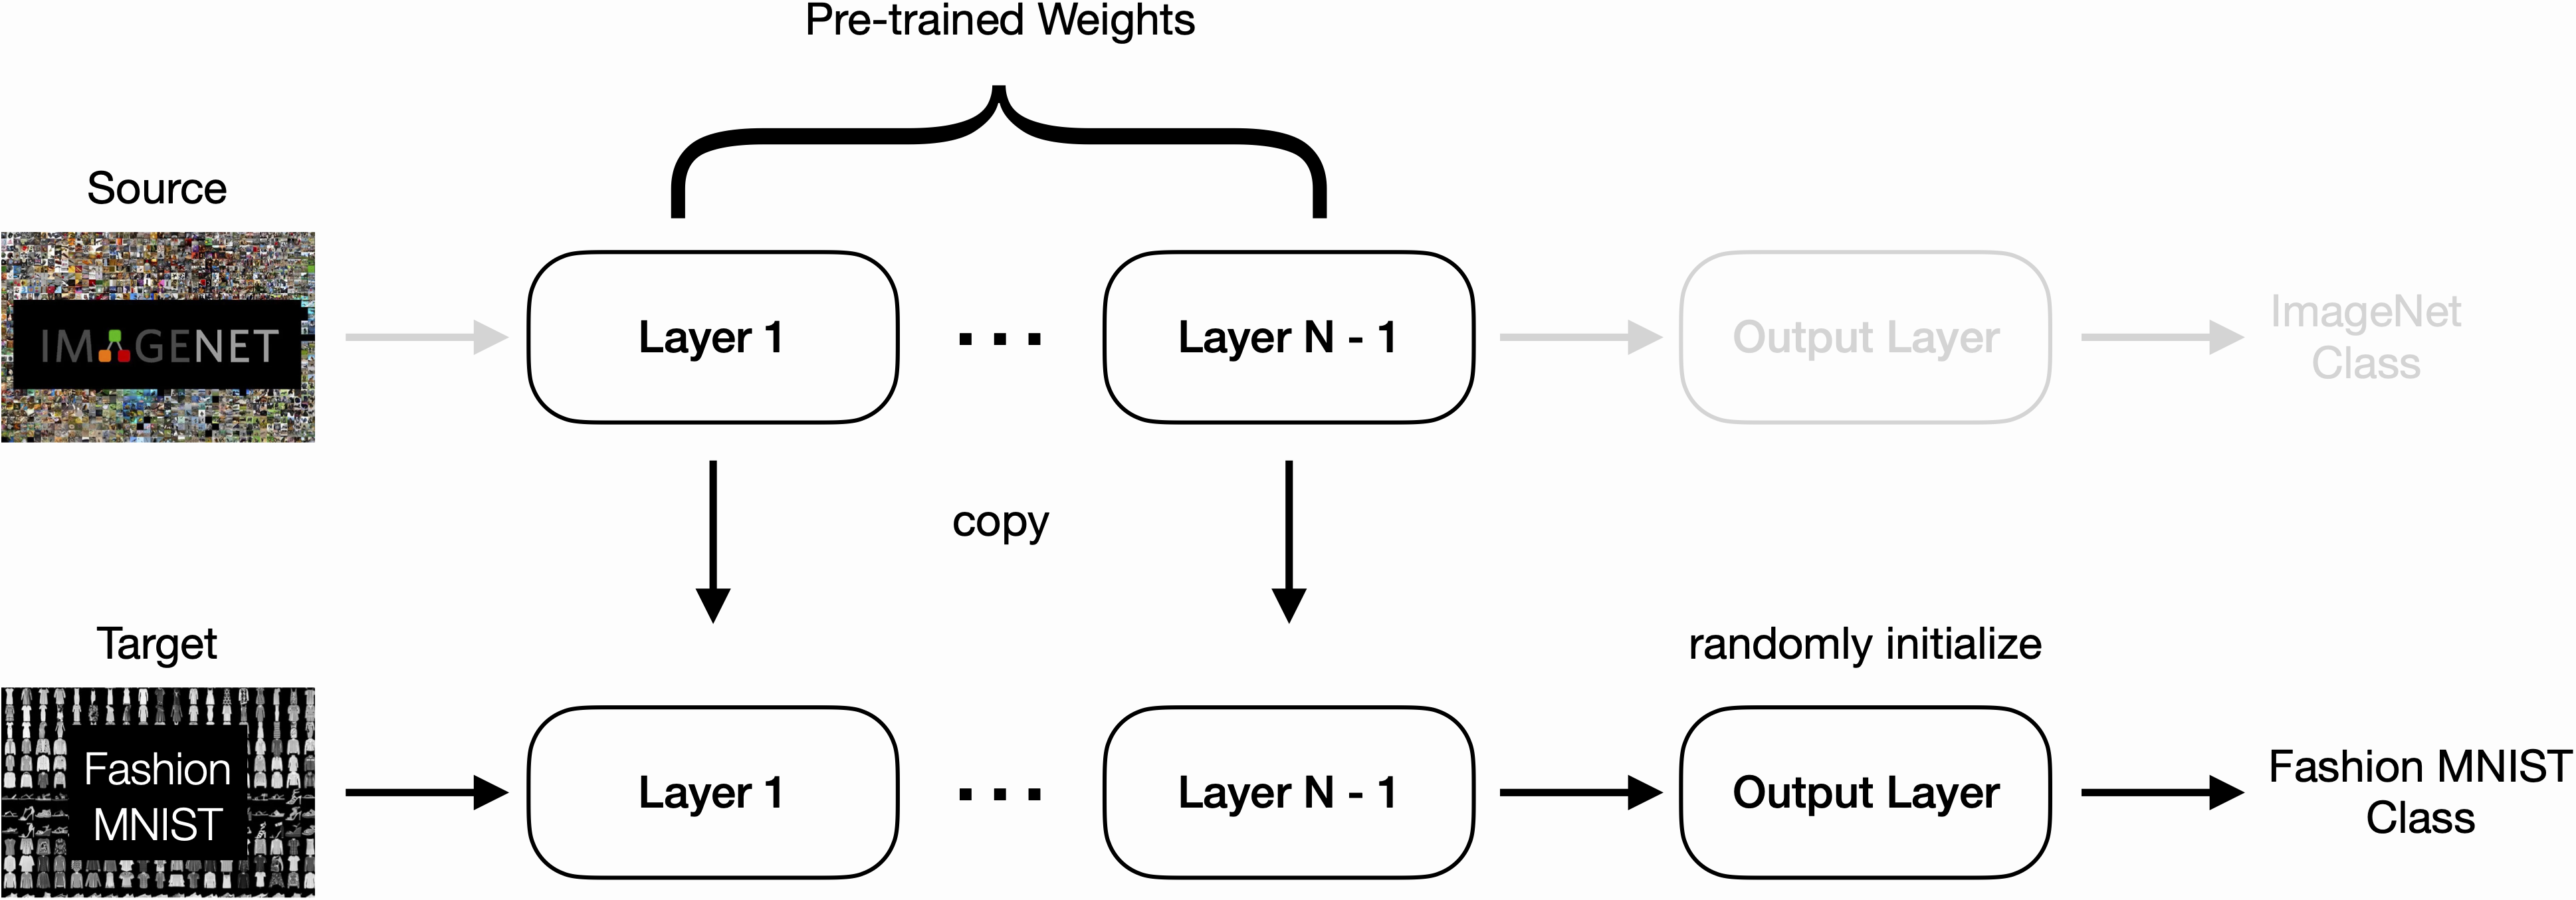 Pre-trained Weights
Source
IMAGENET
Layer 1
...
Layer N - 1
Output Layer
ImageNet
Class
copy
Target
randomly initialize
Fashion
MNIST
Layer 1
...
Layer N - 1
Output Layer
Fashion MNIST
Class